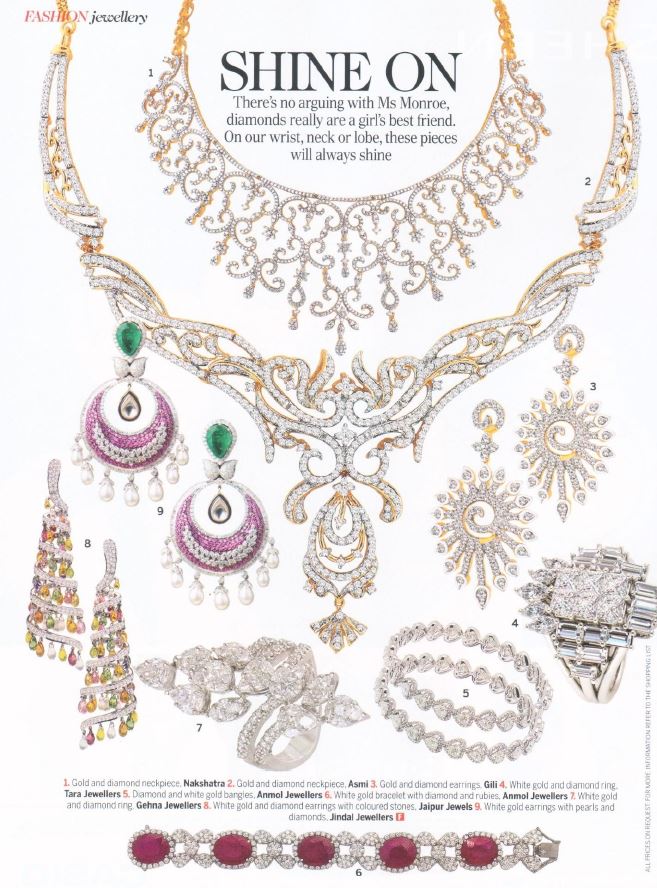 FASHION jewellery
SHINE ON
There's no arguing with Ms Monroe,
diamonds really are a girl's best friend.
On our wrist, neck or lobe, these pieces
will always shine
1
2
3
9
8
4
5
7
1. Gold and diamond neckpiece, Nakshatra 2. Gold and diamond neckpiece, Asmi 3. Gold and diamond earrings, Gili 4. White gold and diamond ring,
Tara Jewellers 5. Diamond and white gold bangles, Anmol Jewellers 6. White gold bracelet with diamond and rubies, Anmol Jewellers 7. White gold
and diamond ring, Gehna Jewellers 8. White gold and diamond earrings with coloured stones, Jaipur Jewels 9. White gold earrings with pearls and
diamonds, Jindal Jewellers F
6
ALL PRICES ON REQUEST FOR MORE INFORMATION REFER TO THE SHOPPING LIST